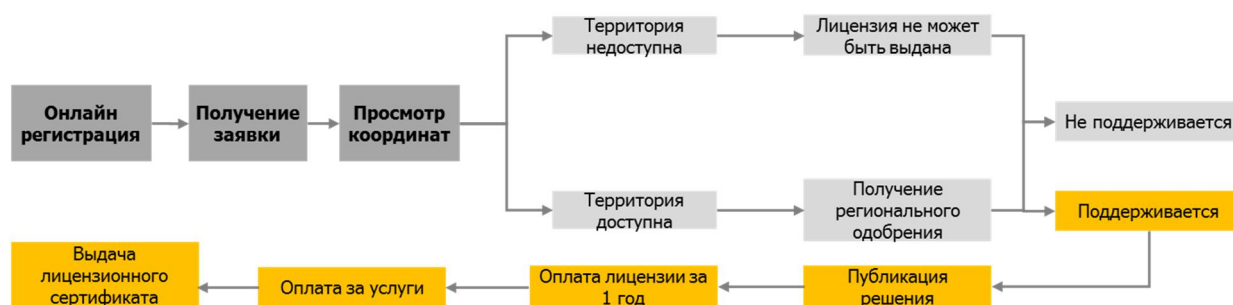 Территория
недоступна
Лицензия не может
быть выдана
Онлайн
регистрация
Получение
заявки
Просмотр
координат
Не поддерживается
Территория
доступна
Получение
регионального
одобрения
Поддерживается
Выдача
лицензионного
сертификата
Оплата за услуги
Оплата лицензии за
1 год
Публикация
решения